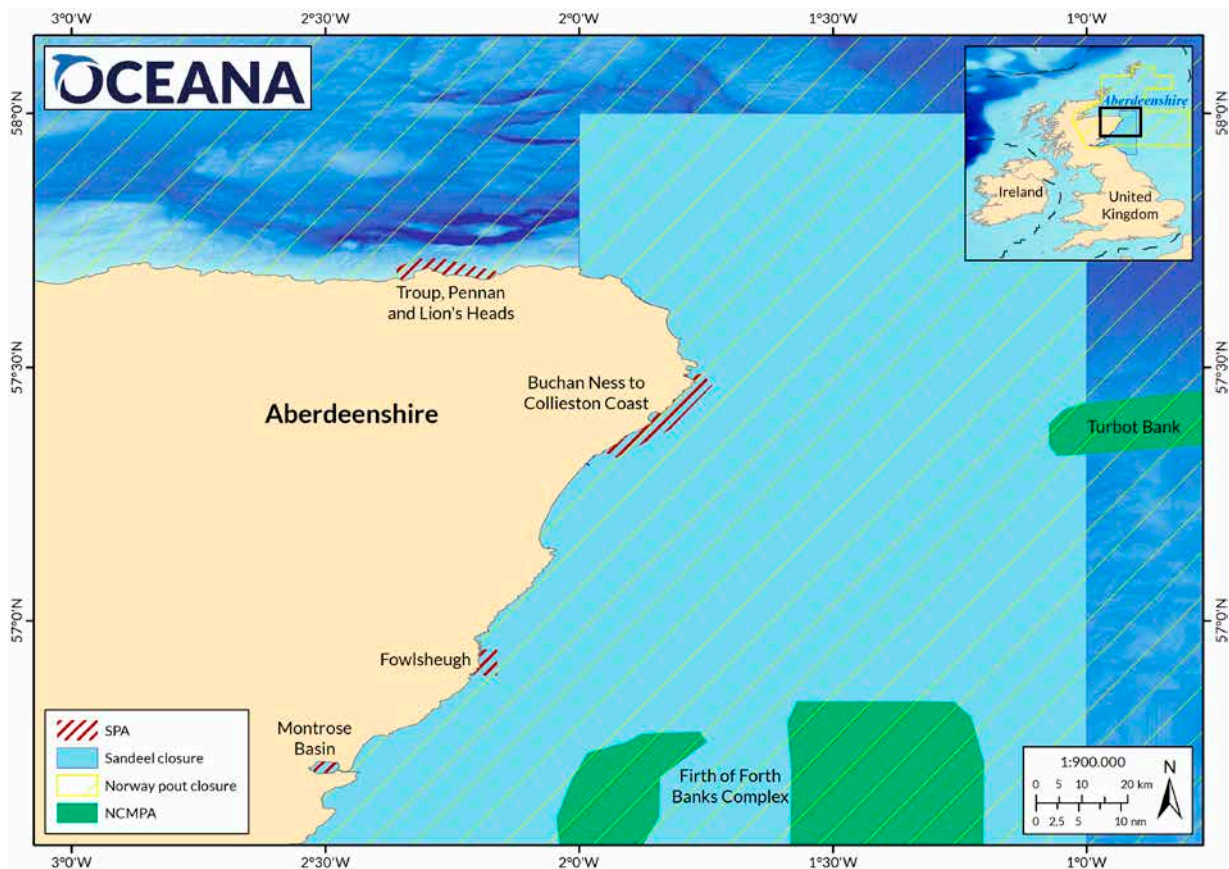 3°0'W
2°30'W
2°0'W
1°30'W
1°0'W
OCEANA
58°0'N
58°0'N
Aberdeenshire
Ireland
United
Kingdom
Troup, Pennan
and Lion's Heads
57°30'N
57°30'N
Buchan Ness to
Collieston Coast
Aberdeenshire
Turbot Bank
57°0'N
57°0'N
Fowlsheugh
Montrose
Basin
SPA
Sandeel closure
Norway pout closure
NCMPA
Firth of Forth
Banks Complex
1:900.000
N
0 5 10 20 km
0 2,5 5 10 nm
3°0'W
2°30'W
2°0'W
1°30'W
1°0'W